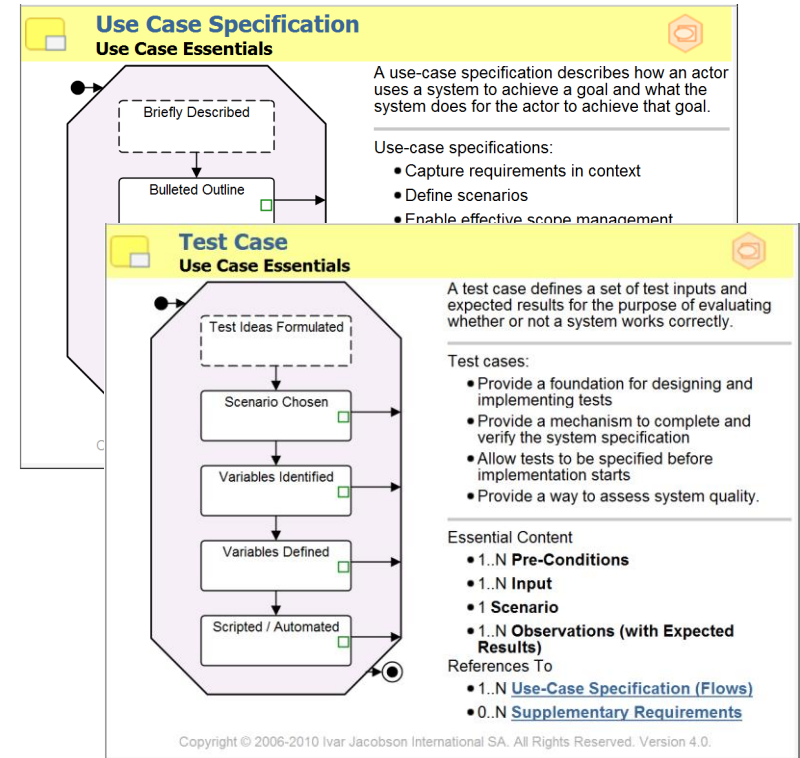 Use Case Specification
Use Case Essentials
Briefly Described
Bulleted Outline
A use-case specification describes how an actor
uses a system to achieve a goal and what the
system does for the actor to achieve that goal.
Use-case specifications:
• Capture requirements in context
• Define scenarios
• Enable effective scope management
Test Case
Use Case Essentials
Test Ideas Formulated
Scenario Chosen
Variables Identified
Variables Defined
Scripted / Automated
A test case defines a set of test inputs and
expected results for the purpose of evaluating
whether or not a system works correctly.
Test cases:
• Provide a foundation for designing and
implementing tests
• Provide a mechanism to complete and
verify the system specification
• Allow tests to be specified before
implementation starts
• Provide a way to assess system quality.
Essential Content
• 1..N Pre-Conditions
• 1..N Input
• 1 Scenario
• 1..N Observations (with Expected
Results)
References To
• 1..N Use-Case Specification (Flows)
• 0..N Supplementary Requirements
Copyright © 2006-2010 Ivar Jacobson International SA. All Rights Reserved. Version 4.0.